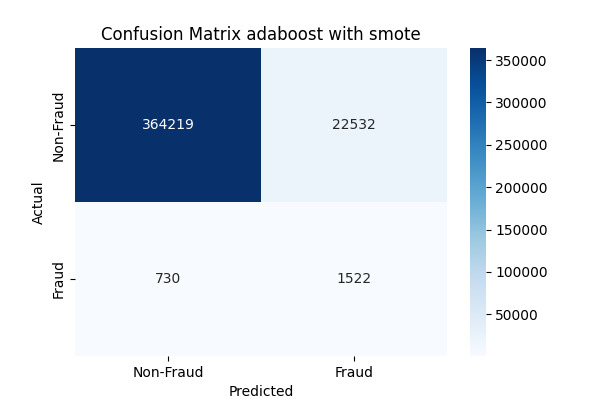 Confusion Matrix adaboost with smote
Actual
Non-Fraud
364219
22532
Fraud
730
1522
Non-Fraud
Fraud
Predicted
350000
300000
250000
200000
150000
100000
50000